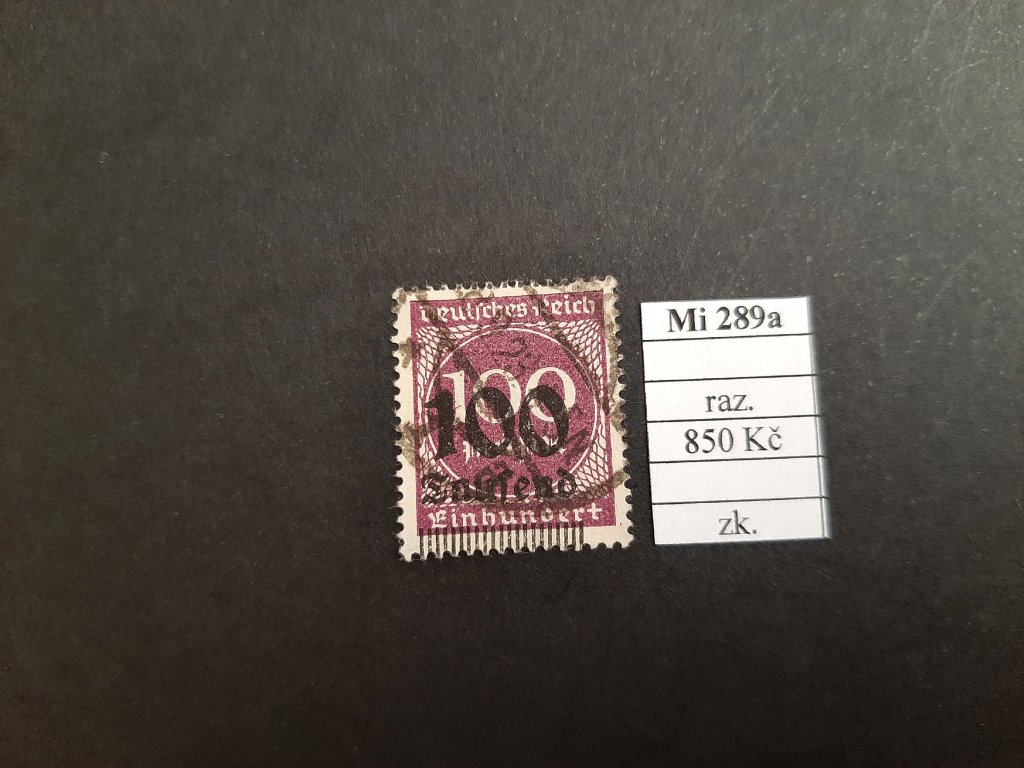 Deutsches Reich
100
100
Tausend
Einhundert
Mi 289a
raz.
850 Kč
zk.